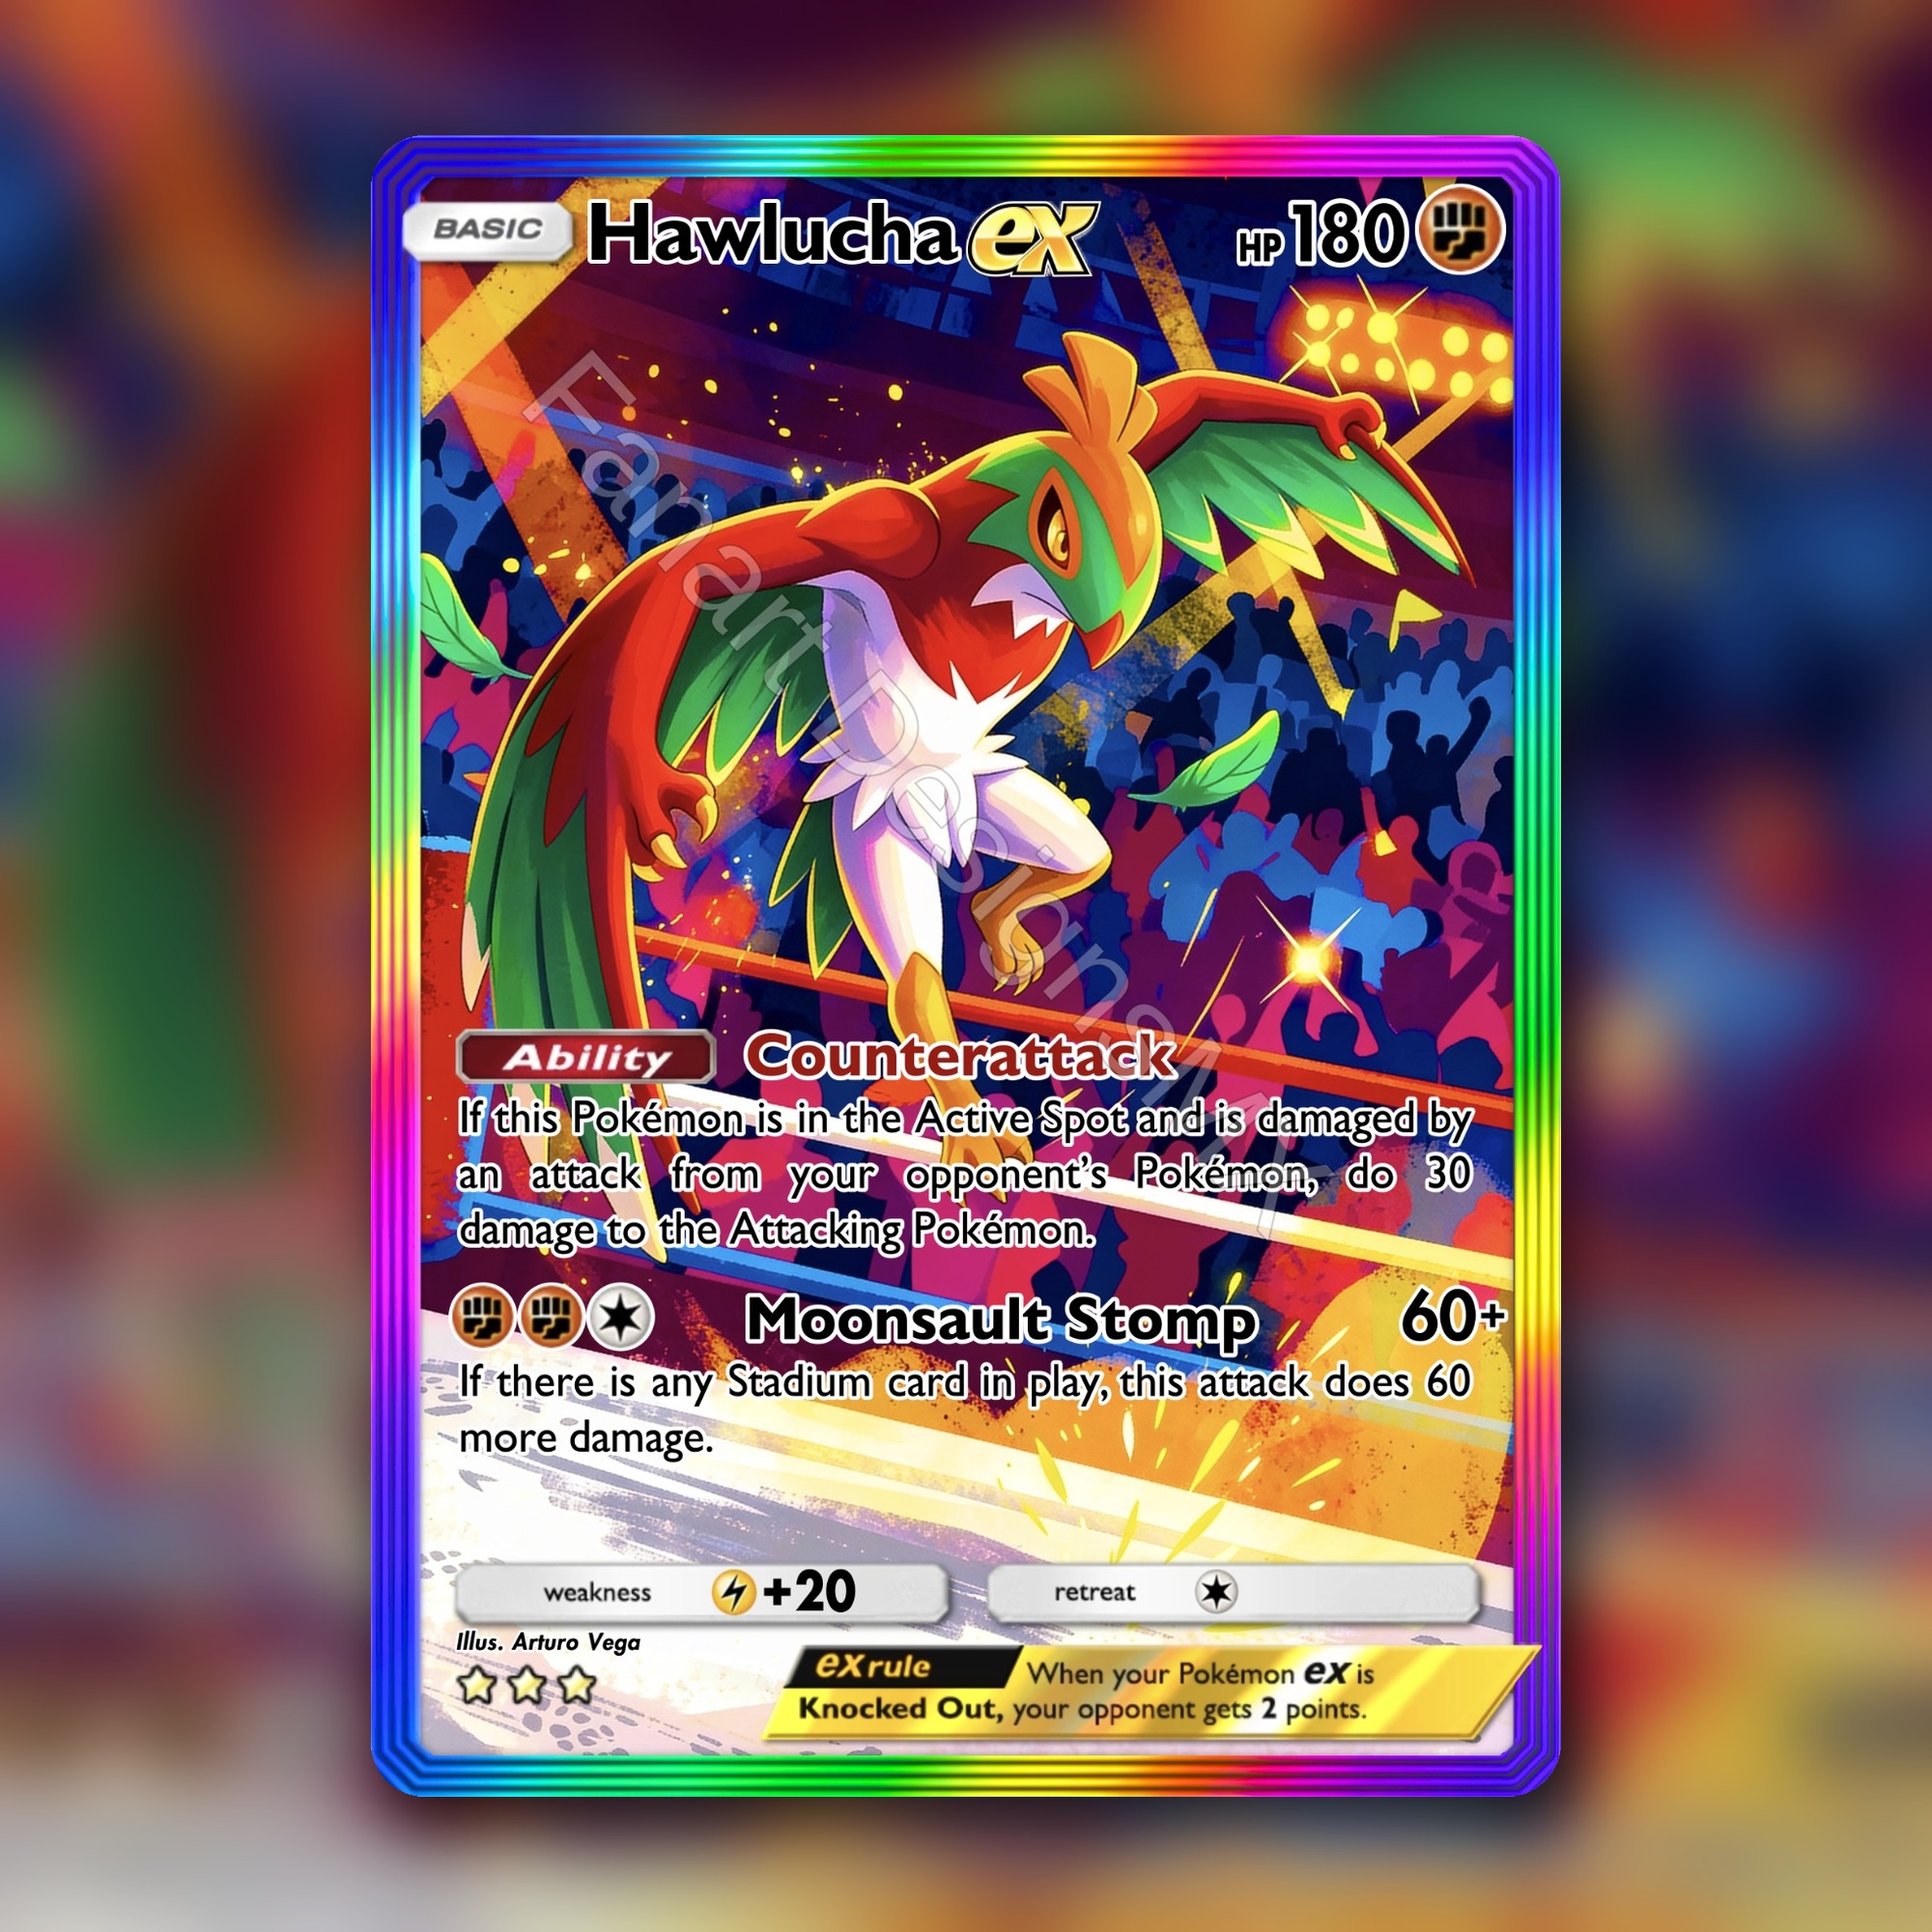 BASIC Hawlucha ex HP 180
Ability Counterattack
If this Pokémon is in the Active Spot and is damaged by
an attack from your opponent's Pokémon, do 30
damage to the Attacking Pokémon.
Moonsault Stomp 60+
If there is any Stadium card in play, this attack does 60
more damage.
weakness +20 retreat
Illus. Arturo Vega
ex rule When your Pokémon ex is
Knocked Out, your opponent gets 2 points.
Fanart DesignsMX